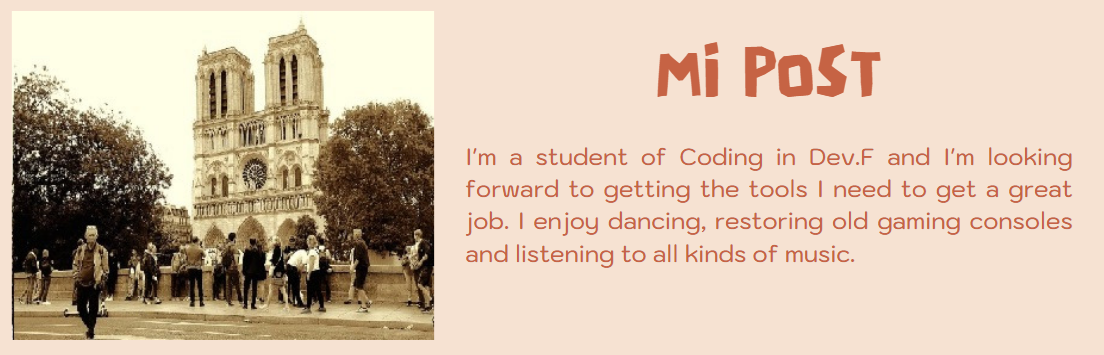 Mi POST
I'm a student of Coding in Dev.F and I'm looking
forward to getting the tools I need to get a great
job. I enjoy dancing, restoring old gaming consoles
and listening to all kinds of music.